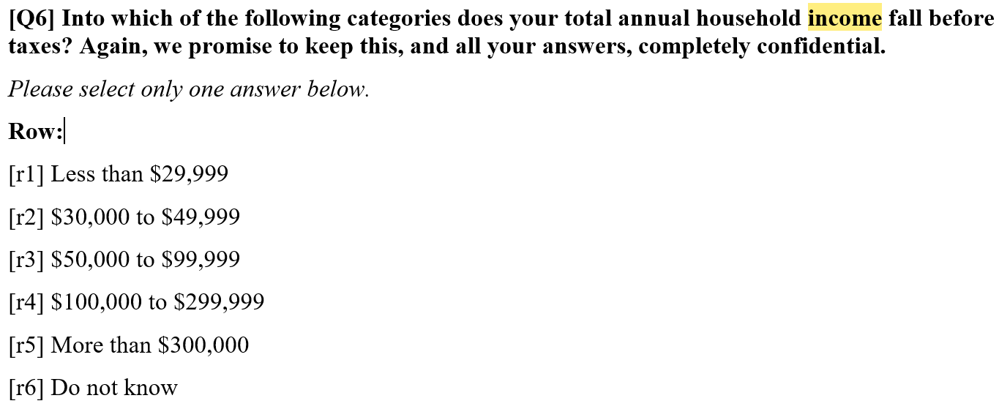 [Q6] Into which of the following categories does your total annual household income fall before
taxes? Again, we promise to keep this, and all your answers, completely confidential.
Please select only one answer below.
Row:
[r1] Less than $29,999
[r2] $30,000 to $49,999
[r3] $50,000 to $99,999
[r4] $100,000 to $299,999
[r5] More than $300,000
[r6] Do not know